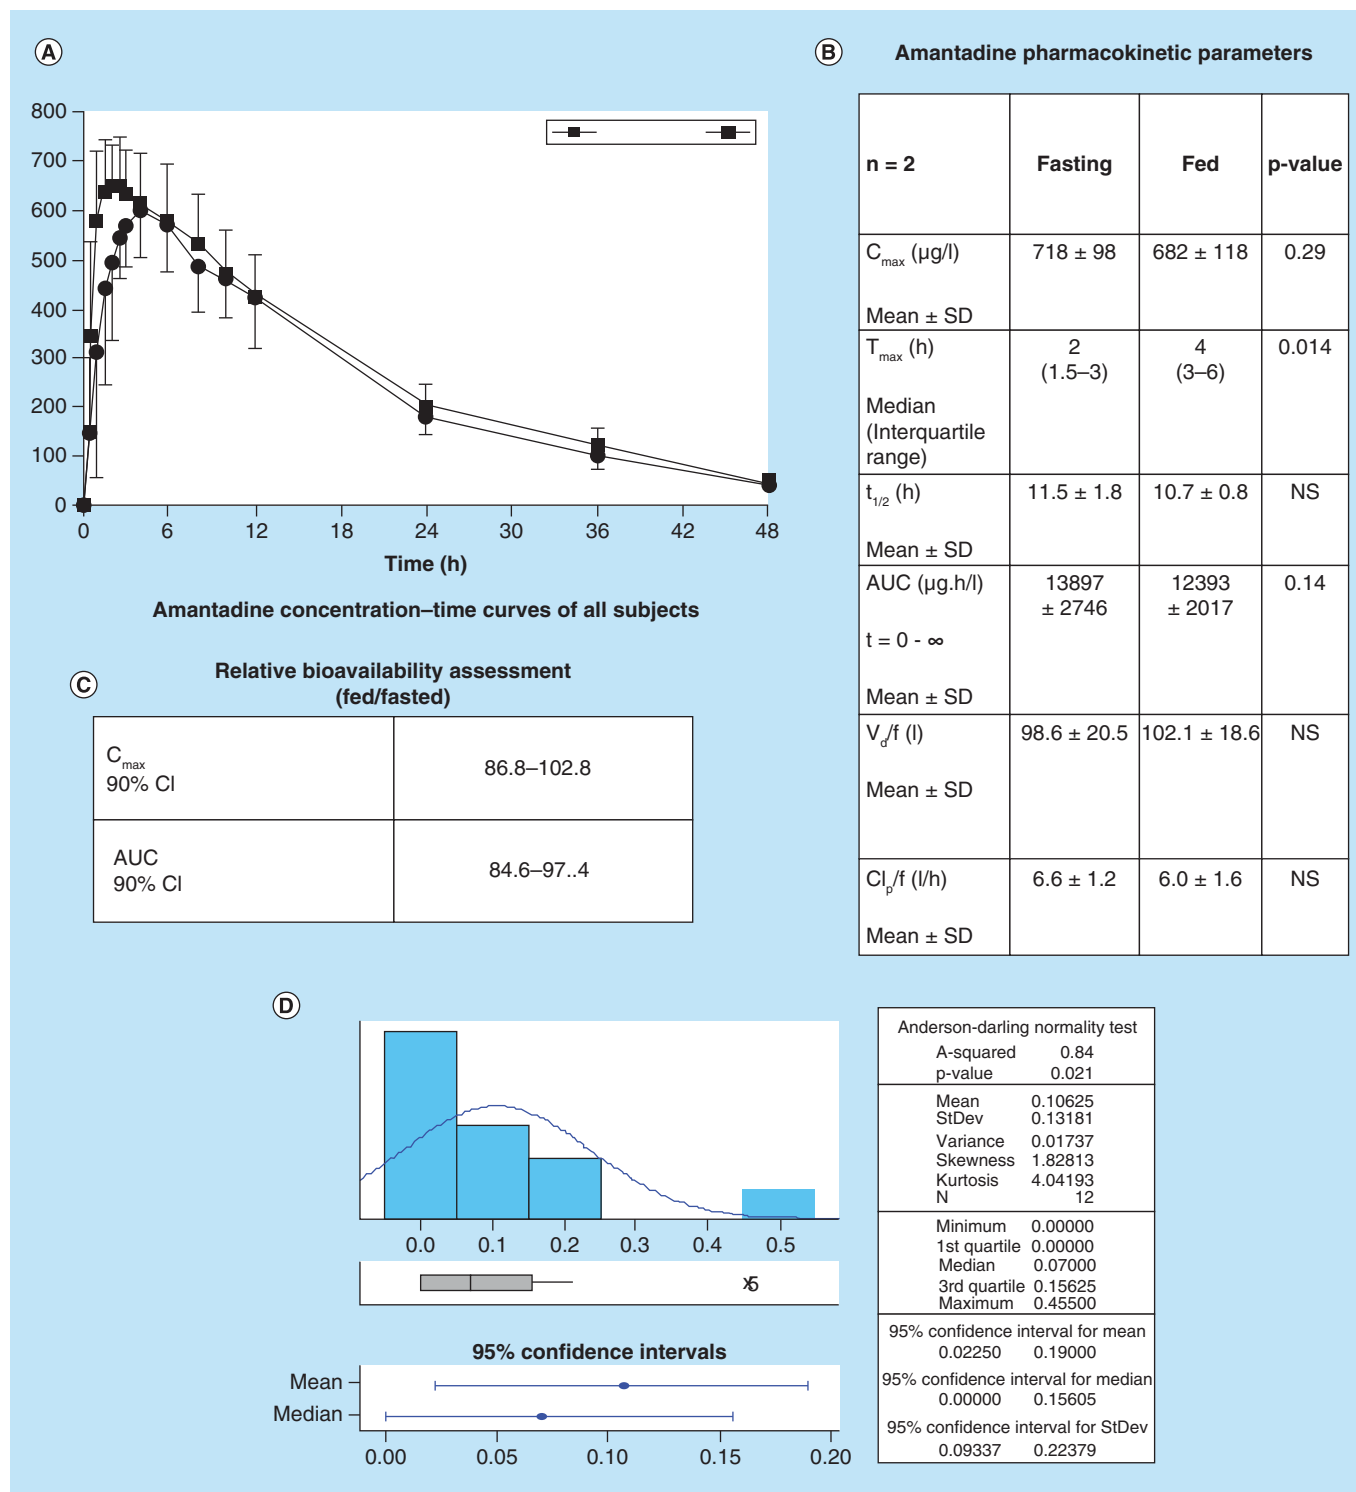 A
800
700
600
500
400
300
200
100
0
0 6 12 18 24 30 36 42 48
Time (h)
Amantadine concentration–time curves of all subjects
B
Amantadine pharmacokinetic parameters
n = 2 Fasting Fed p-value
Cmax (µg/l) 718 ± 98 682 ± 118 0.29
Mean ± SD
Tmax (h) 2 4 0.014
(1.5–3) (3–6)
Median
(Interquartile
range)
t1/2 (h) 11.5 ± 1.8 10.7 ± 0.8 NS
Mean ± SD
AUC (µg.h/l) 13897 12393 0.14
± 2746 ± 2017
t = 0 - ∞
Mean ± SD
Vd/f (l) 98.6 ± 20.5 102.1 ± 18.6 NS
Mean ± SD
Clp/f (l/h) 6.6 ± 1.2 6.0 ± 1.6 NS
Mean ± SD
C
Relative bioavailability assessment
(fed/fasted)
Cmax
90% CI
86.8–102.8
AUC
90% CI
84.6–97..4
D
0.0 0.1 0.2 0.3 0.4 0.5
x5
95% confidence intervals
Mean
Median
0.00 0.05 0.10 0.15 0.20
Anderson-darling normality test
A-squared 0.84
p-value 0.021
Mean 0.10625
StDev 0.13181
Variance 0.01737
Skewness 1.82813
Kurtosis 4.04193
N 12
Minimum 0.00000
1st quartile 0.00000
Median 0.07000
3rd quartile 0.15625
Maximum 0.45500
95% confidence interval for mean
0.02250 0.19000
95% confidence interval for median
0.00000 0.15605
95% confidence interval for StDev
0.09337 0.22379